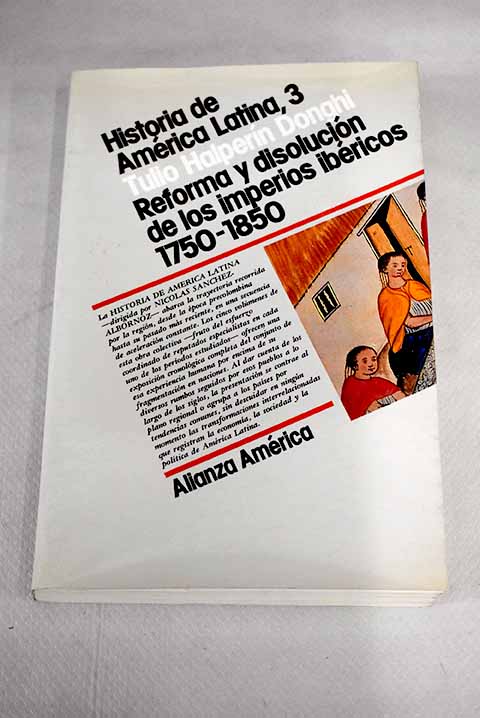 Historia de
América Latina, 3
Tulio Halperin Donghi
Reforma y disolución
de los imperios ibéricos
1750-1850
La HISTORIA DE AMERICA LATINA
—dirigida por NICOLAS SANCHEZ-
ALBORNOZ— abarca la trayectoria recorrida
por la región, desde la época precolombina
hasta su pasado más reciente, en una secuencia
de aceleración constante. Los cinco volúmenes de
esta obra colectiva —fruto del esfuerzo
coordinado de reputados especialistas en cada
uno de los períodos estudiados— ofrecen una
exposición cronológica completa del conjunto de
esa experiencia humana por encima de su
fragmentación en naciones. Al dar cuenta de los
diversos rumbos seguidos por esos pueblos a lo
largo de los siglos, la presentación se contrae al
plano regional o agrupa a los países por
tendencias comunes, sin descuidar en ningún
momento las transformaciones interrelacionadas
que registran la economía, la sociedad y la
política de América Latina.
Alianza América